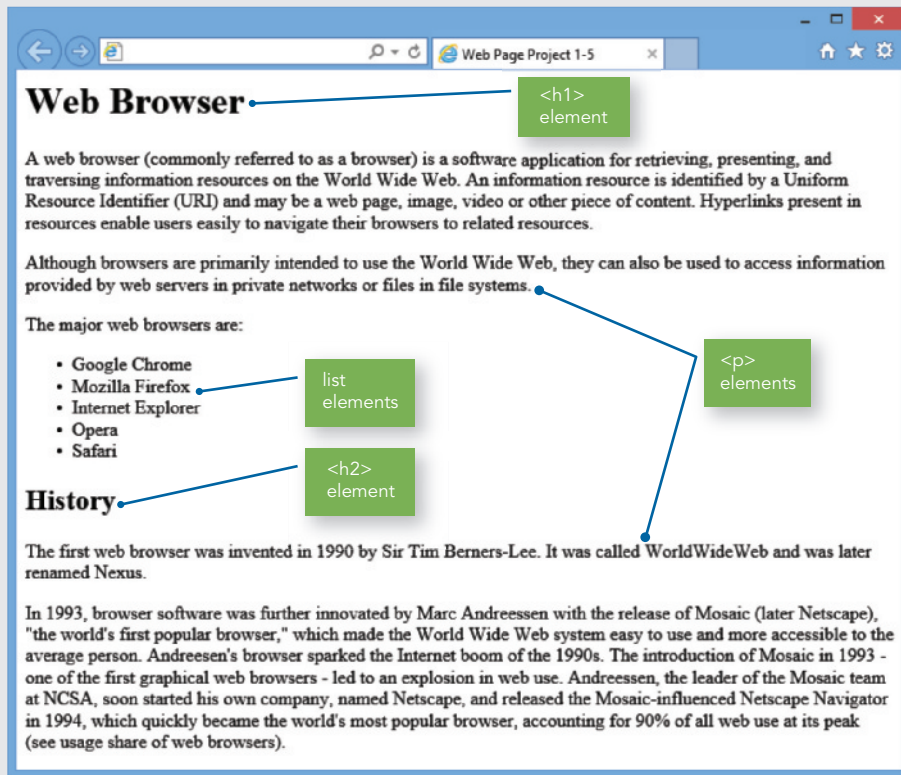 Web Page Project 1-5
Web Browser
<h1>
element
A web browser (commonly referred to as a browser) is a software application for retrieving, presenting, and
traversing information resources on the World Wide Web. An information resource is identified by a Uniform
Resource Identifier (URI) and may be a web page, image, video or other piece of content. Hyperlinks present in
resources enable users easily to navigate their browsers to related resources.
Although browsers are primarily intended to use the World Wide Web, they can also be used to access information
provided by web servers in private networks or files in file systems.
The major web browsers are:
<p>
elements
• Google Chrome
• Mozilla Firefox
• Internet Explorer
• Opera
• Safari
list
elements
<h2>
element
History
The first web browser was invented in 1990 by Sir Tim Berners-Lee. It was called WorldWideWeb and was later
renamed Nexus.
In 1993, browser software was further innovated by Marc Andreessen with the release of Mosaic (later Netscape),
"the world's first popular browser," which made the World Wide Web system easy to use and more accessible to the
average person. Andreesen's browser sparked the Internet boom of the 1990s. The introduction of Mosaic in 1993 -
one of the first graphical web browsers - led to an explosion in web use. Andreessen, the leader of the Mosaic team
at NCSA, soon started his own company, named Netscape, and released the Mosaic-influenced Netscape Navigator
in 1994, which quickly became the world's most popular browser, accounting for 90% of all web use at its peak
(see usage share of web browsers).